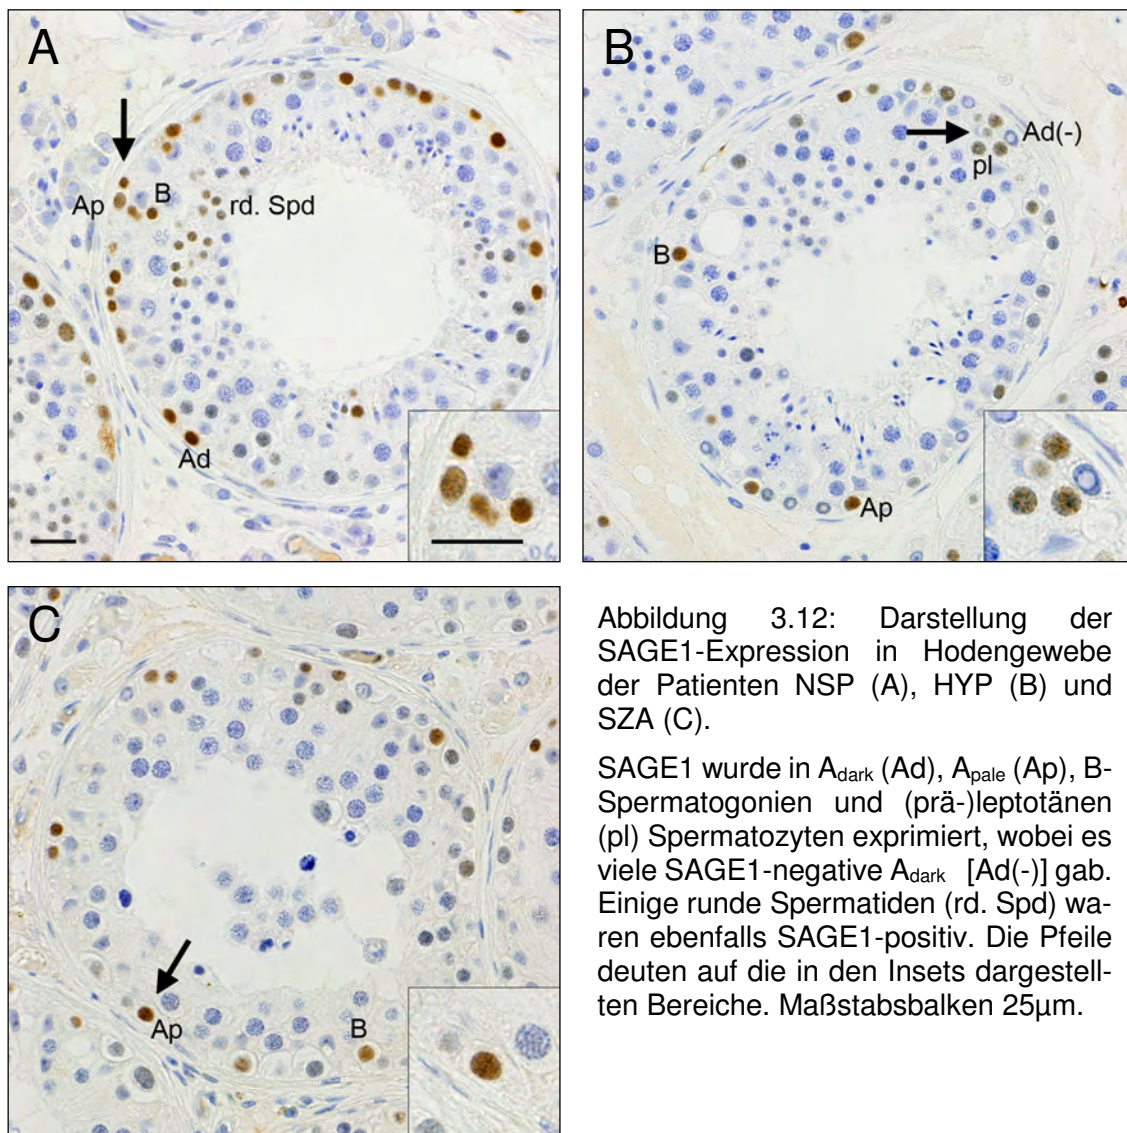 A
Ap
B
rd. Spd
Ad
B
Ad(-)
pl
B
Ap
C
Ap
B
Abbildung 3.12: Darstellung der
SAGE1-Expression in Hodengewebe
der Patienten NSP (A), HYP (B) und
SZA (C).
SAGE1 wurde in Adark (Ad), Apale (Ap), B-
Spermatogonien und (prä-)leptotänen
(pl) Spermatozyten exprimiert, wobei es
viele SAGE1-negative Adark [Ad(-)] gab.
Einige runde Spermatiden (rd. Spd) wa-
ren ebenfalls SAGE1-positiv. Die Pfeile
deuten auf die in den Insets dargestell-
ten Bereiche. Maßstabsbalken 25µm.